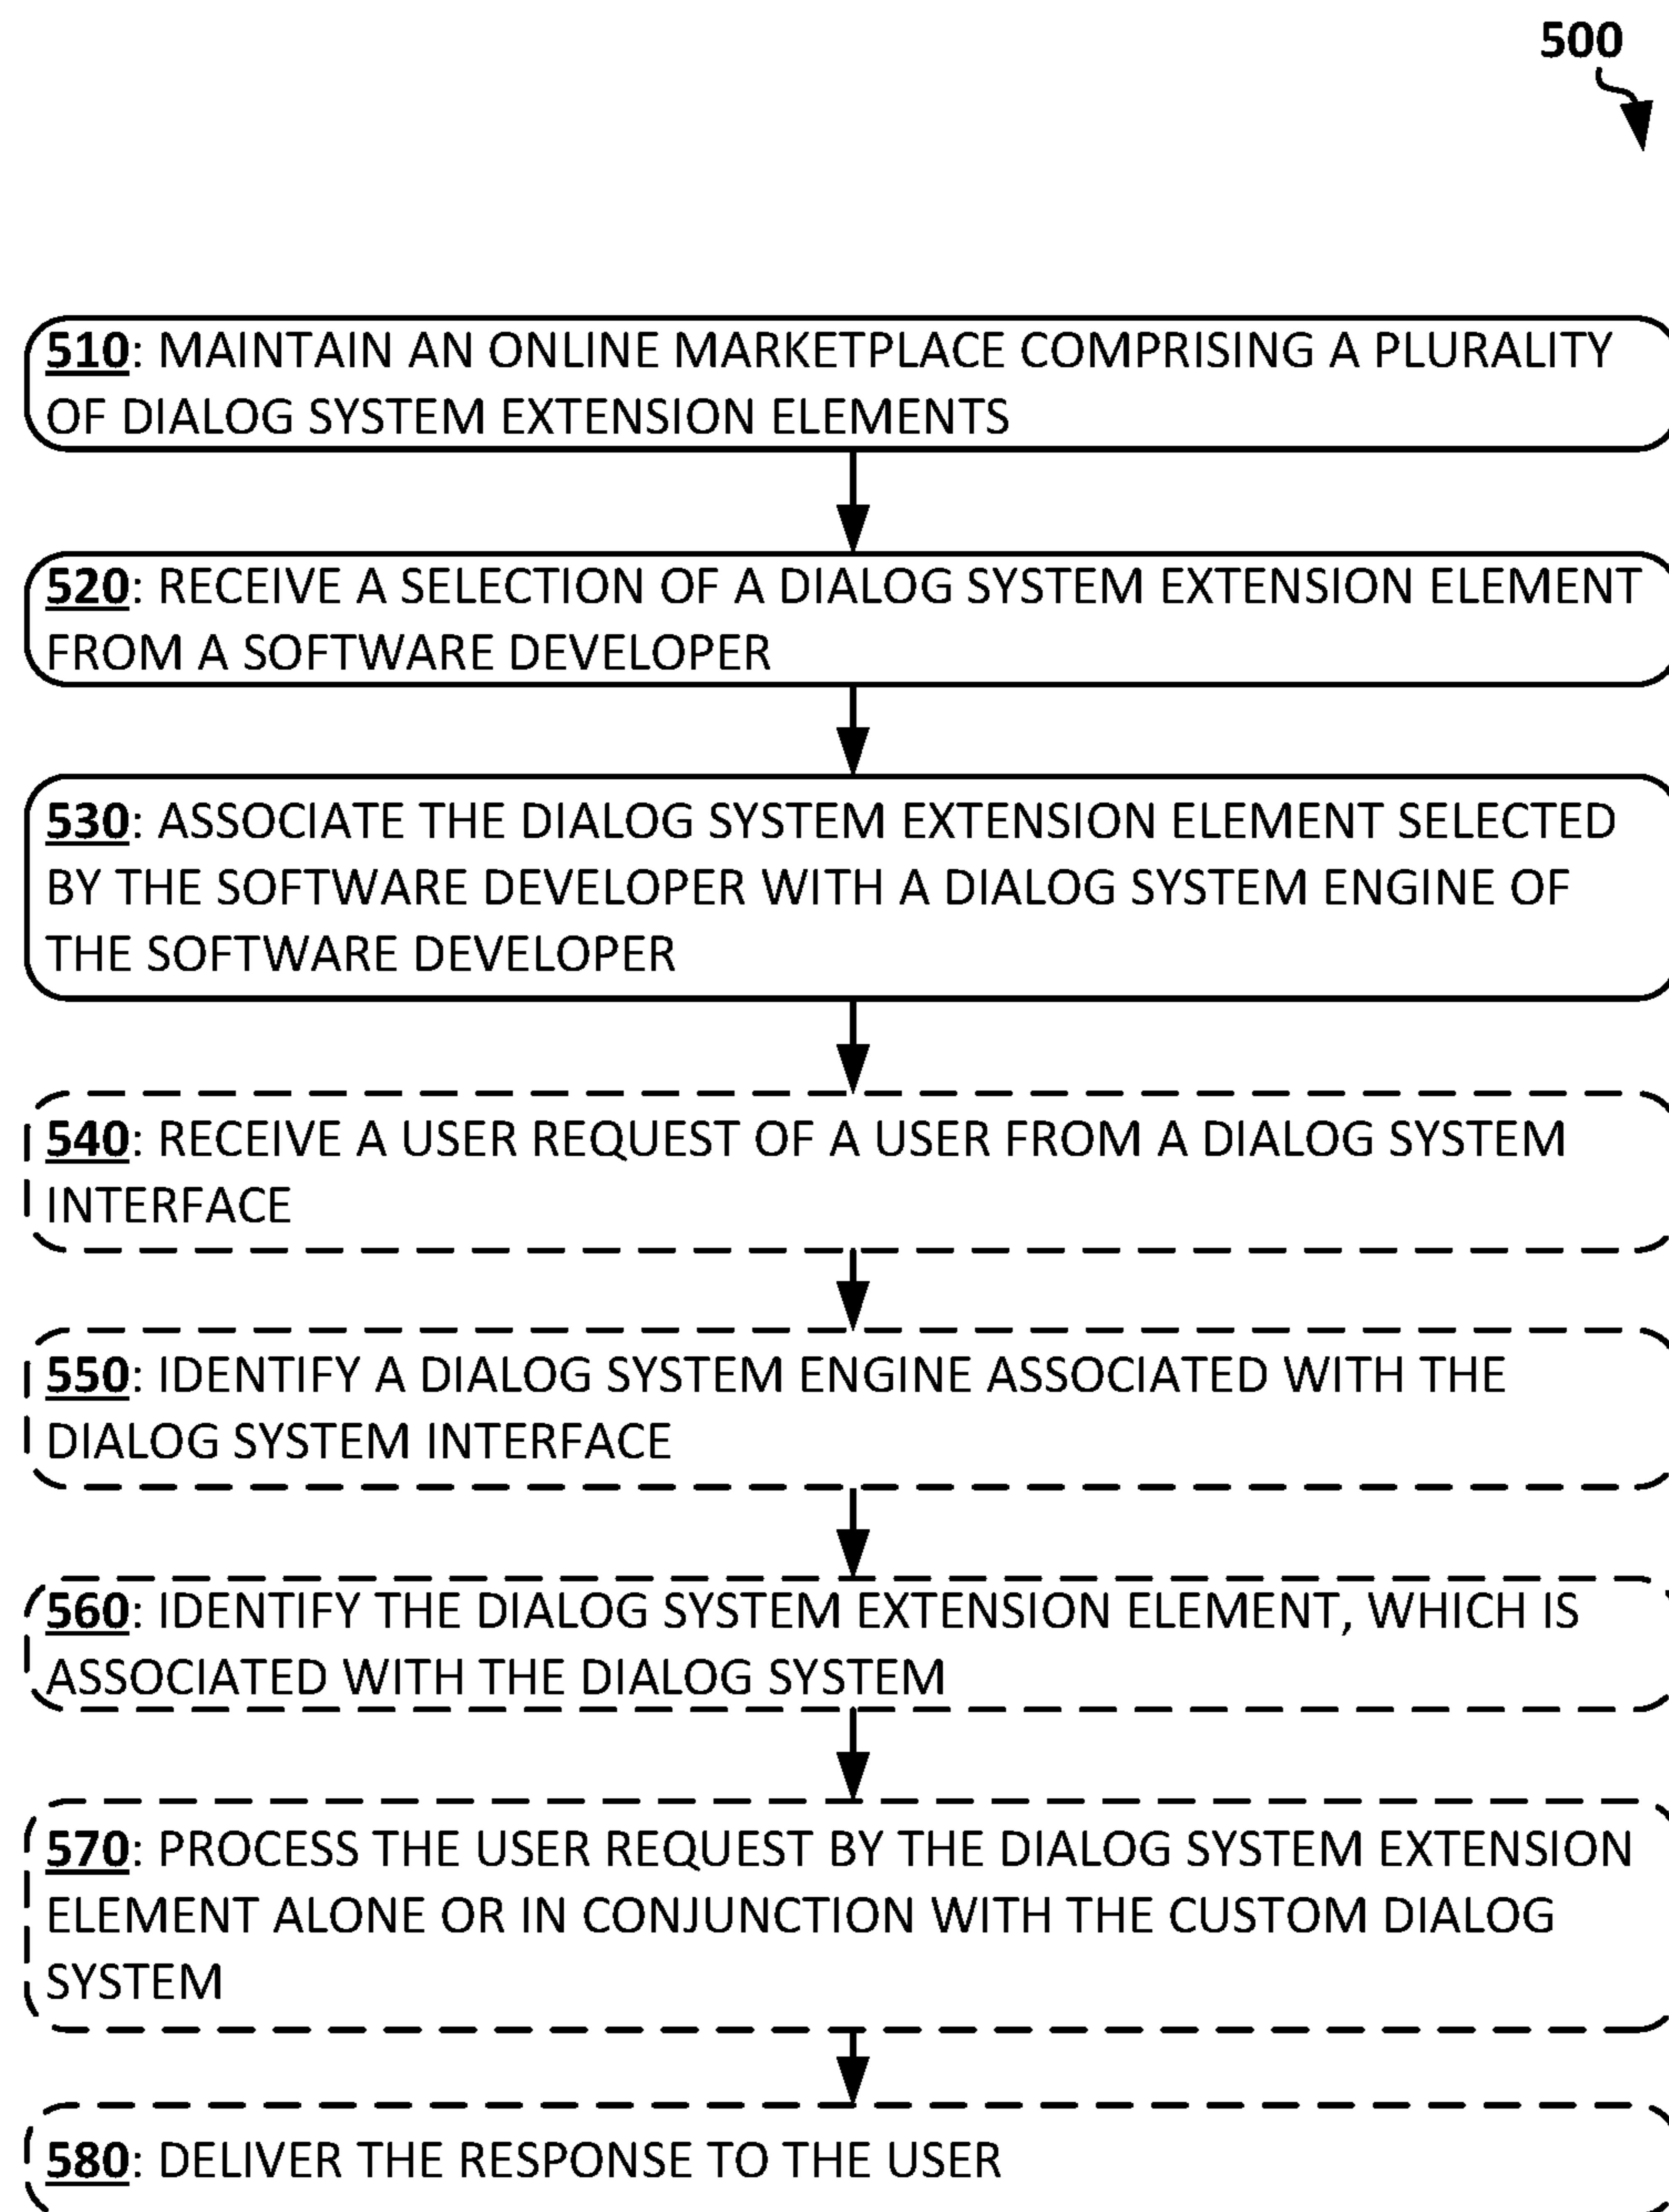 500
510: MAINTAIN AN ONLINE MARKETPLACE COMPRISING A PLURALITY
OF DIALOG SYSTEM EXTENSION ELEMENTS
520: RECEIVE A SELECTION OF A DIALOG SYSTEM EXTENSION ELEMENT
FROM A SOFTWARE DEVELOPER
530: ASSOCIATE THE DIALOG SYSTEM EXTENSION ELEMENT SELECTED
BY THE SOFTWARE DEVELOPER WITH A DIALOG SYSTEM ENGINE OF
THE SOFTWARE DEVELOPER
540: RECEIVE A USER REQUEST OF A USER FROM A DIALOG SYSTEM
INTERFACE
550: IDENTIFY A DIALOG SYSTEM ENGINE ASSOCIATED WITH THE
DIALOG SYSTEM INTERFACE
560: IDENTIFY THE DIALOG SYSTEM EXTENSION ELEMENT, WHICH IS
ASSOCIATED WITH THE DIALOG SYSTEM
570: PROCESS THE USER REQUEST BY THE DIALOG SYSTEM EXTENSION
ELEMENT ALONE OR IN CONJUNCTION WITH THE CUSTOM DIALOG
SYSTEM
580: DELIVER THE RESPONSE TO THE USER